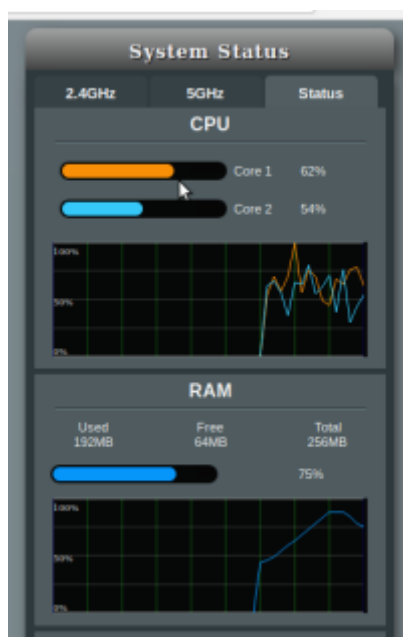 System Status
2.4GHz 5GHz Status
CPU
Core 1 62%
Core 2 54%
100%
50%
0%
RAM
Used Free Total
192MB 64MB 256MB
75%
100%
50%
0%